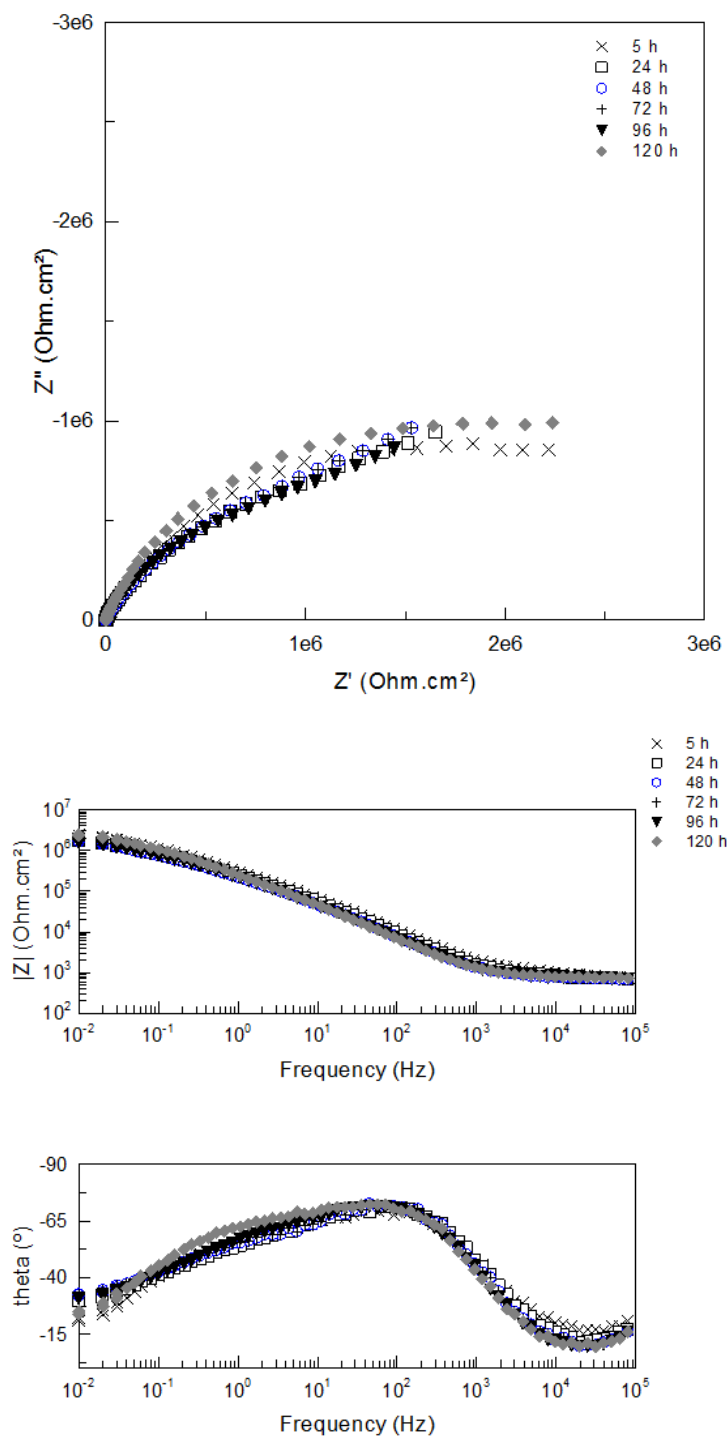 -3e6
5 h
24 h
48 h
72 h
96 h
120 h
-2e6
Z'' (Ohm.cm²)
-1e6
0
0 1e6 2e6 3e6
Z' (Ohm.cm²)
5 h
24 h
48 h
72 h
96 h
120 h
10⁷
10⁶
10⁵
10⁴
10³
10²
|Z| (Ohm.cm²)
10⁻² 10⁻¹ 10⁰ 10¹ 10² 10³ 10⁴ 10⁵
Frequency (Hz)
-90
-65
-40
-15
theta (º)
10⁻² 10⁻¹ 10⁰ 10¹ 10² 10³ 10⁴ 10⁵
Frequency (Hz)